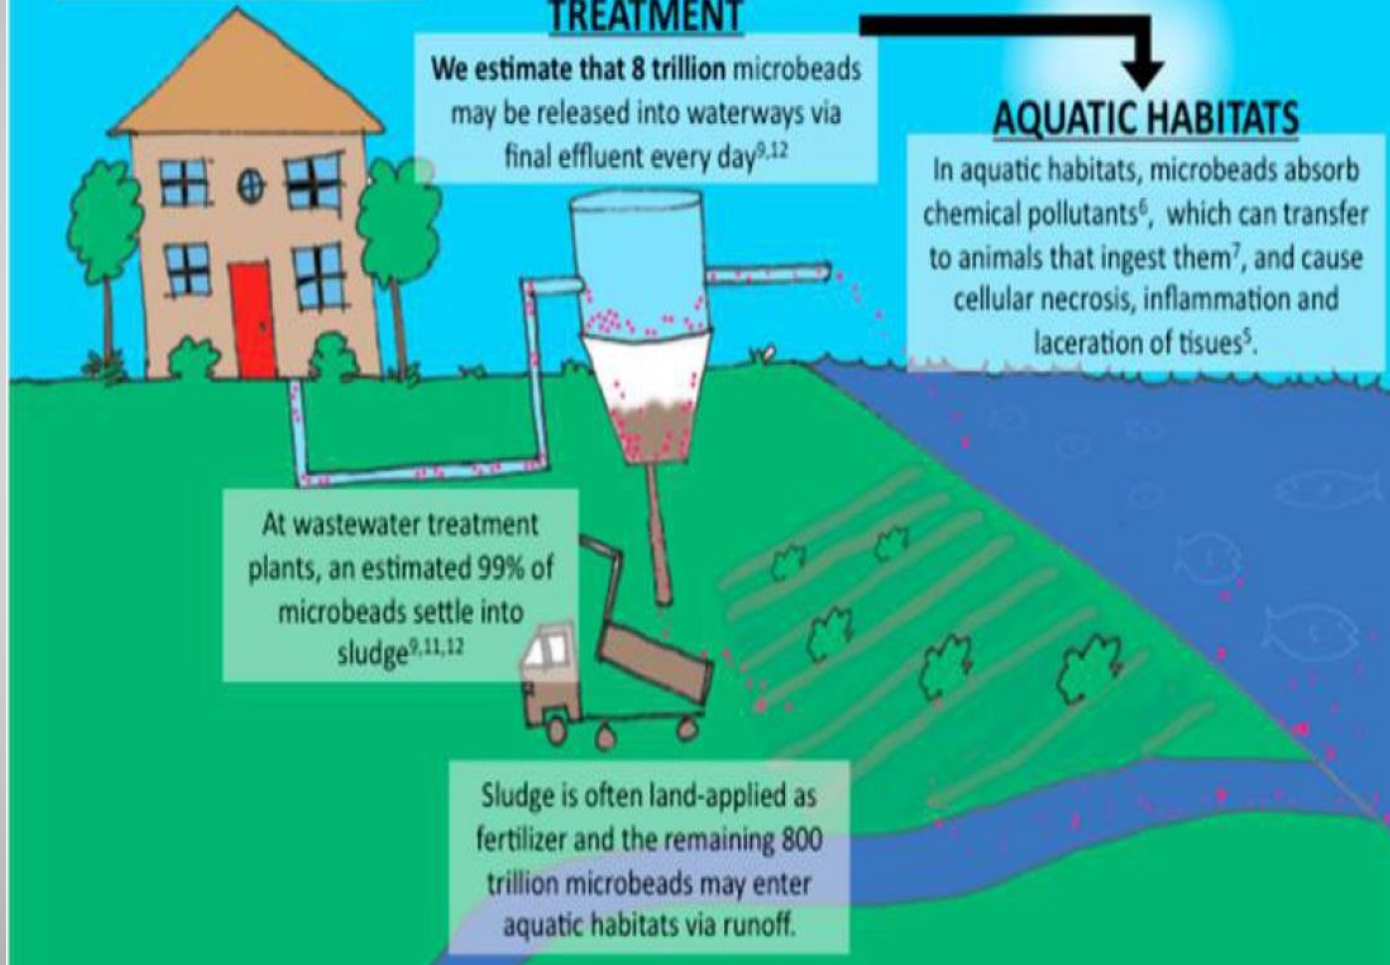 TREATMENT
We estimate that 8 trillion microbeads
may be released into waterways via
final effluent every day9,12
AQUATIC HABITATS
In aquatic habitats, microbeads absorb
chemical pollutants6, which can transfer
to animals that ingest them7, and cause
cellular necrosis, inflammation and
laceration of tisues5.
At wastewater treatment
plants, an estimated 99% of
microbeads settle into
sludge9,11,12
Sludge is often land-applied as
fertilizer and the remaining 800
trillion microbeads may enter
aquatic habitats via runoff.